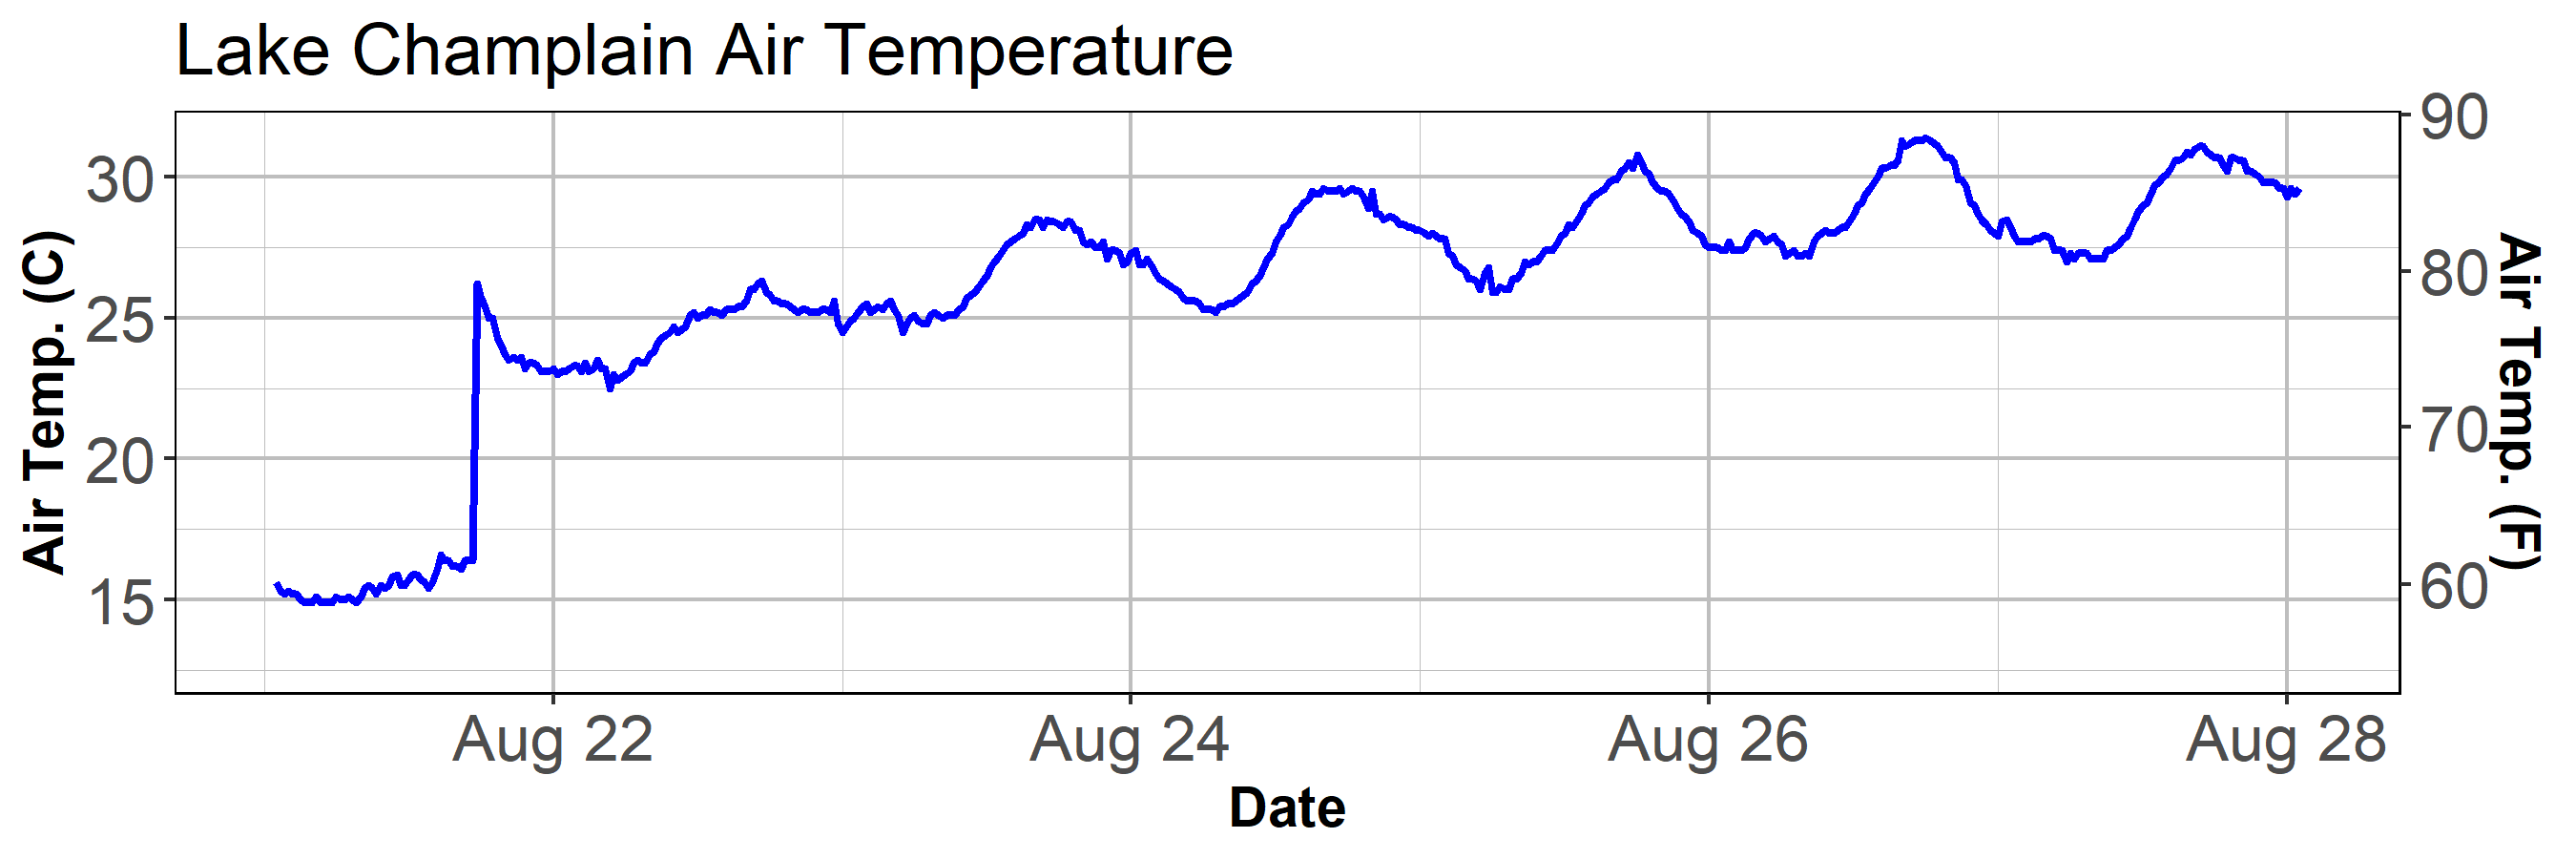 Lake Champlain Air Temperature
Air Temp. (C)
30
25
20
15
90
80
70
60
Air Temp. (F)
Aug 22
Aug 24
Aug 26
Aug 28
Date